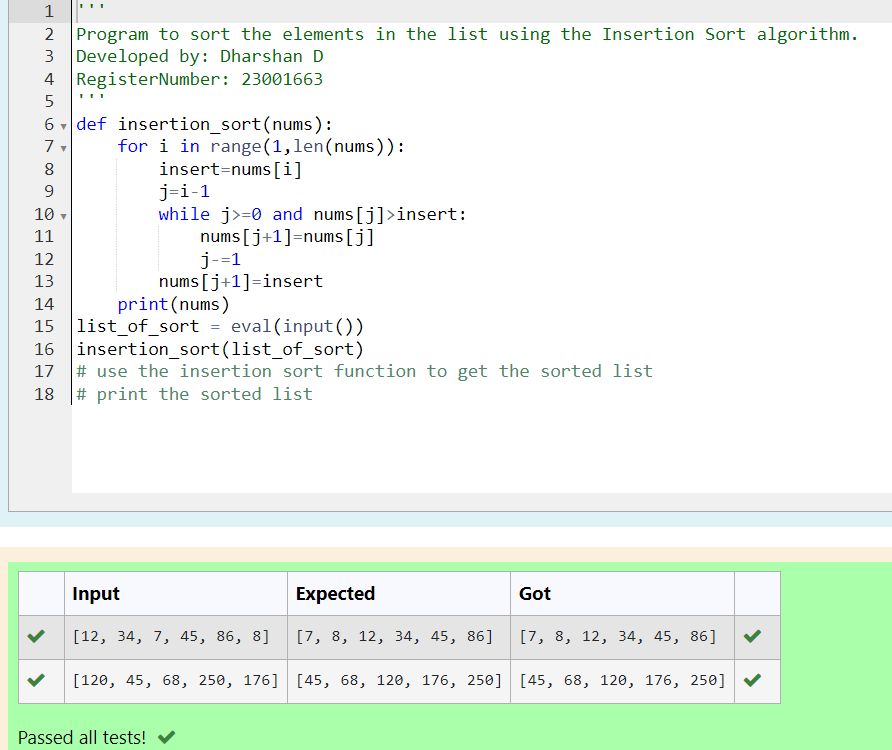 1 '''
2 Program to sort the elements in the list using the Insertion Sort algorithm.
3 Developed by: Dharshan D
4 RegisterNumber: 23001663
5 '''
6 def insertion_sort(nums):
7     for i in range(1,len(nums)):
8         insert=nums[i]
9         j=i-1
10         while j>=0 and nums[j]>insert:
11             nums[j+1]=nums[j]
12             j-=1
13         nums[j+1]=insert
14     print(nums)
15 list_of_sort = eval(input())
16 insertion_sort(list_of_sort)
17 # use the insertion sort function to get the sorted list
18 # print the sorted list
Input Expected Got
[12, 34, 7, 45, 86, 8] [7, 8, 12, 34, 45, 86] [7, 8, 12, 34, 45, 86]
[120, 45, 68, 250, 176] [45, 68, 120, 176, 250] [45, 68, 120, 176, 250]
Passed all tests!